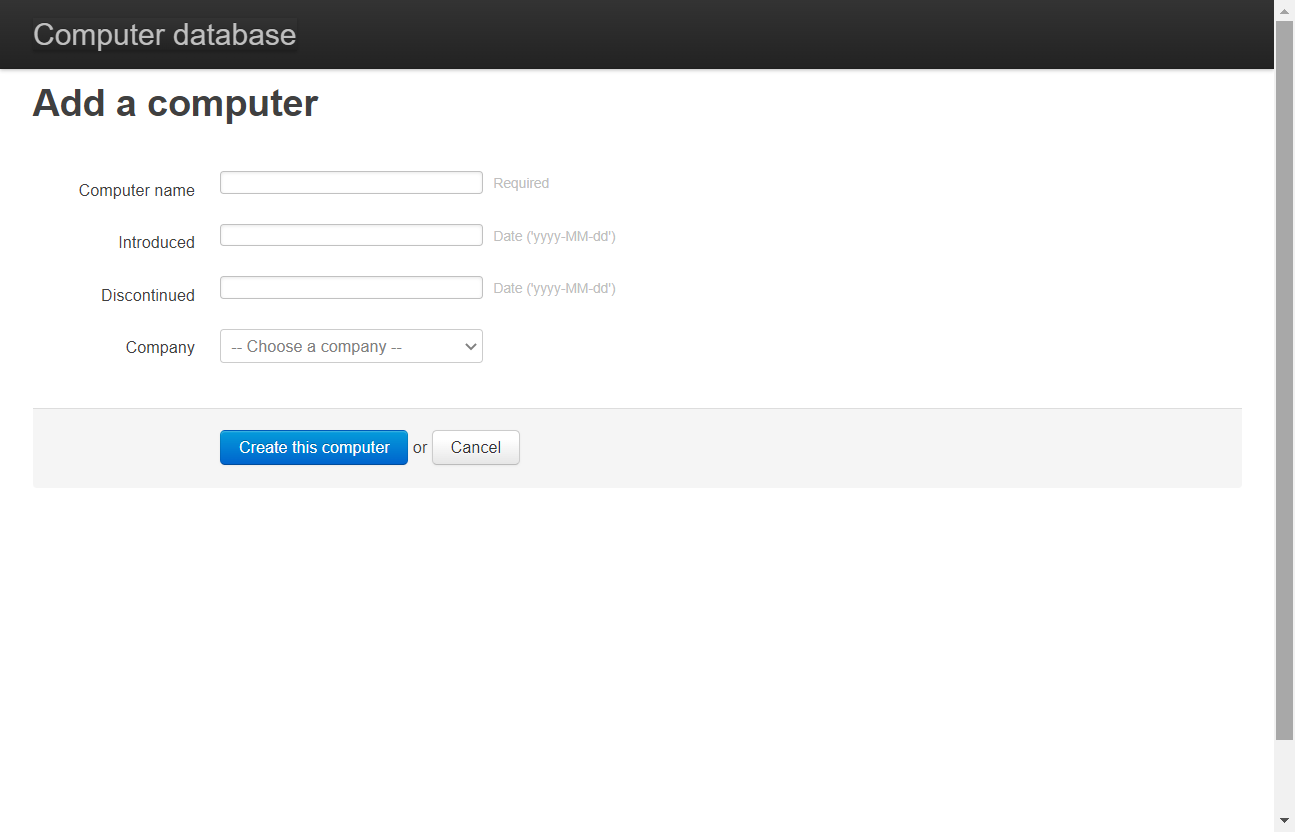 Computer database
Add a computer
Computer name Required
Introduced Date ('yyyy-MM-dd')
Discontinued Date ('yyyy-MM-dd')
Company -- Choose a company --
Create this computer or Cancel